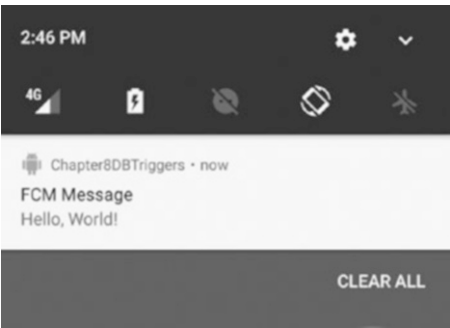 2:46 PM
4G
Chapter8DBTriggers • now
FCM Message
Hello, World!
CLEAR ALL